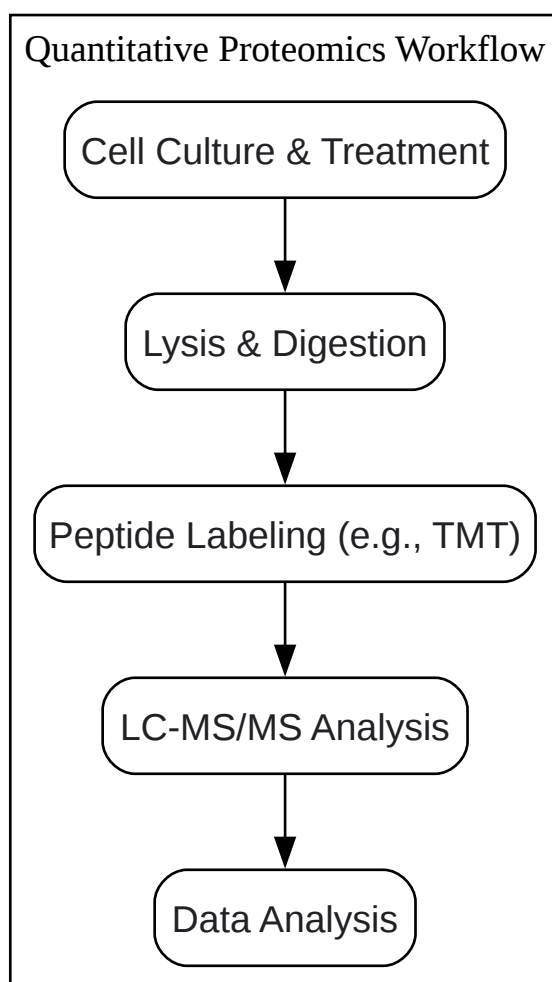 Quantitative Proteomics Workflow
Cell Culture & Treatment
Lysis & Digestion
Peptide Labeling (e.g., TMT)
LC-MS/MS Analysis
Data Analysis